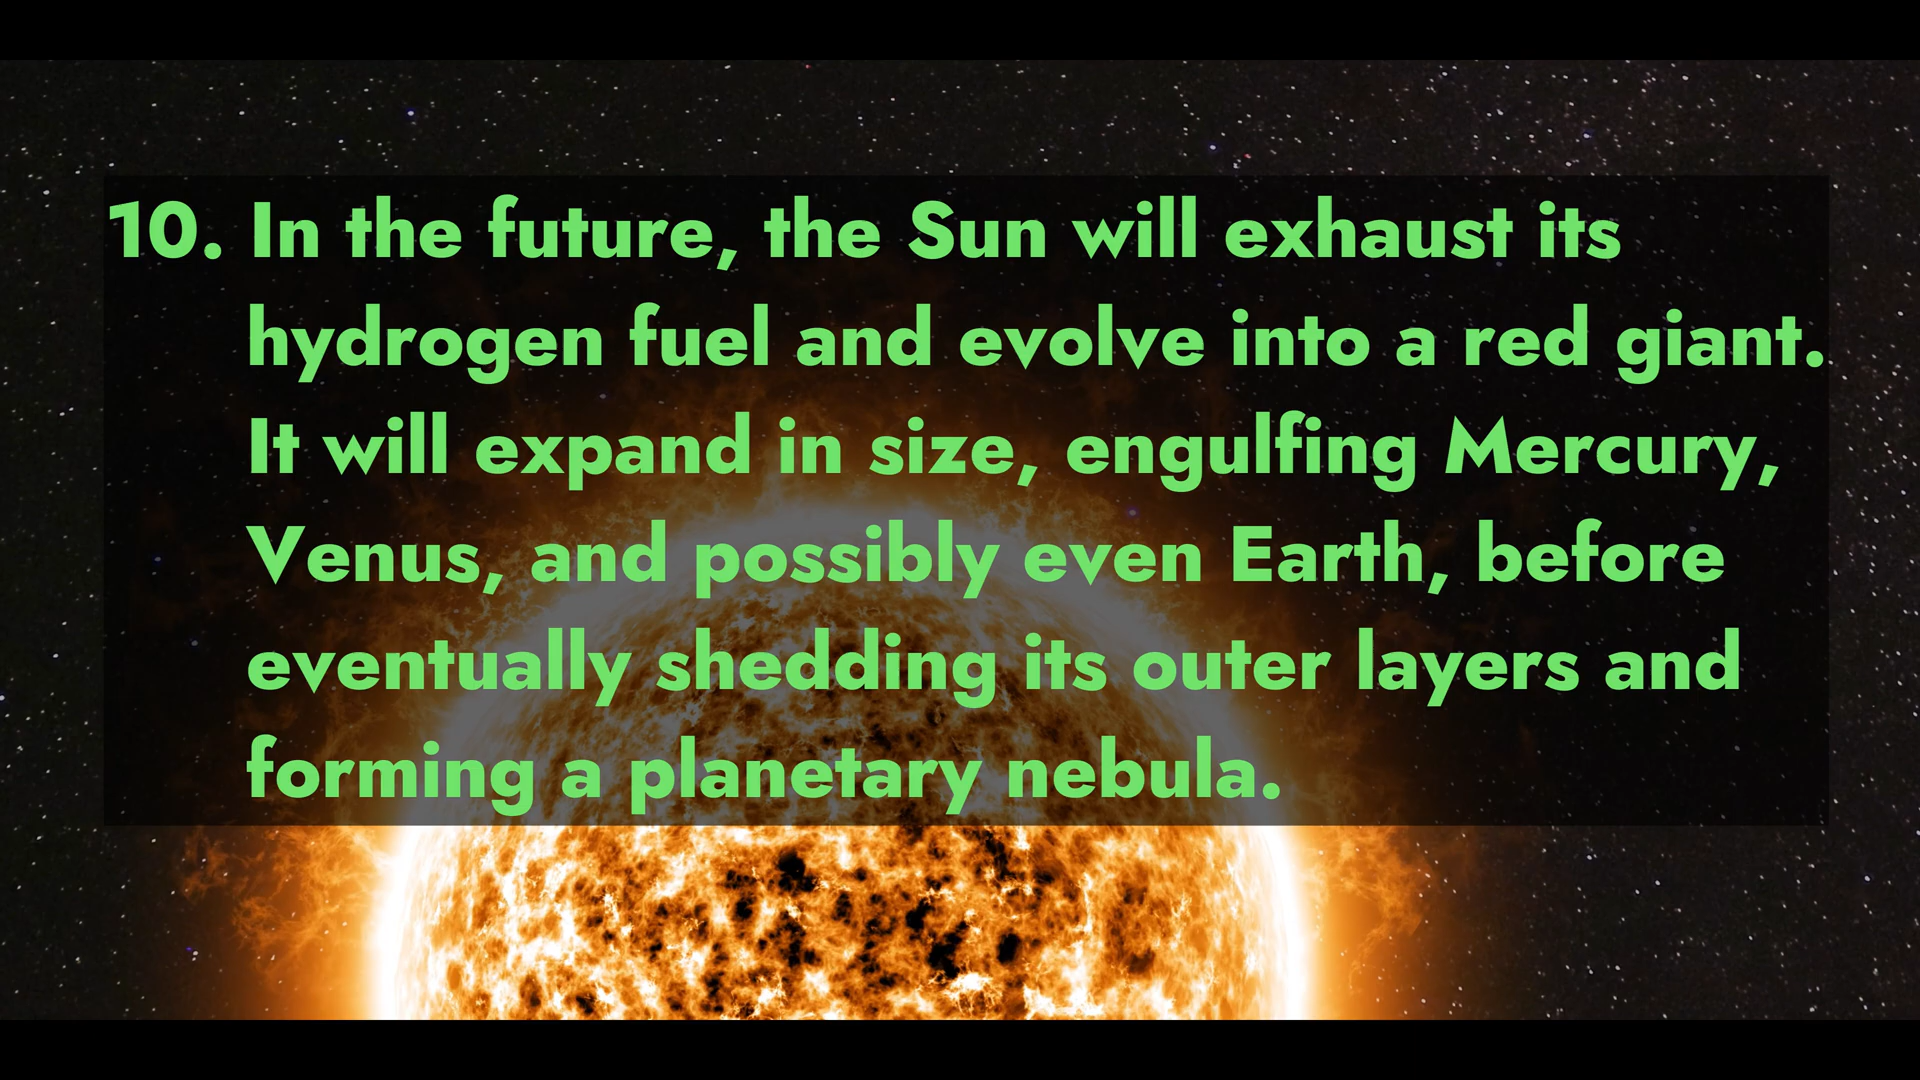 10. In the future, the Sun will exhaust its
hydrogen fuel and evolve into a red giant.
It will expand in size, engulfing Mercury,
Venus, and possibly even Earth, before
eventually shedding its outer layers and
forming a planetary nebula.